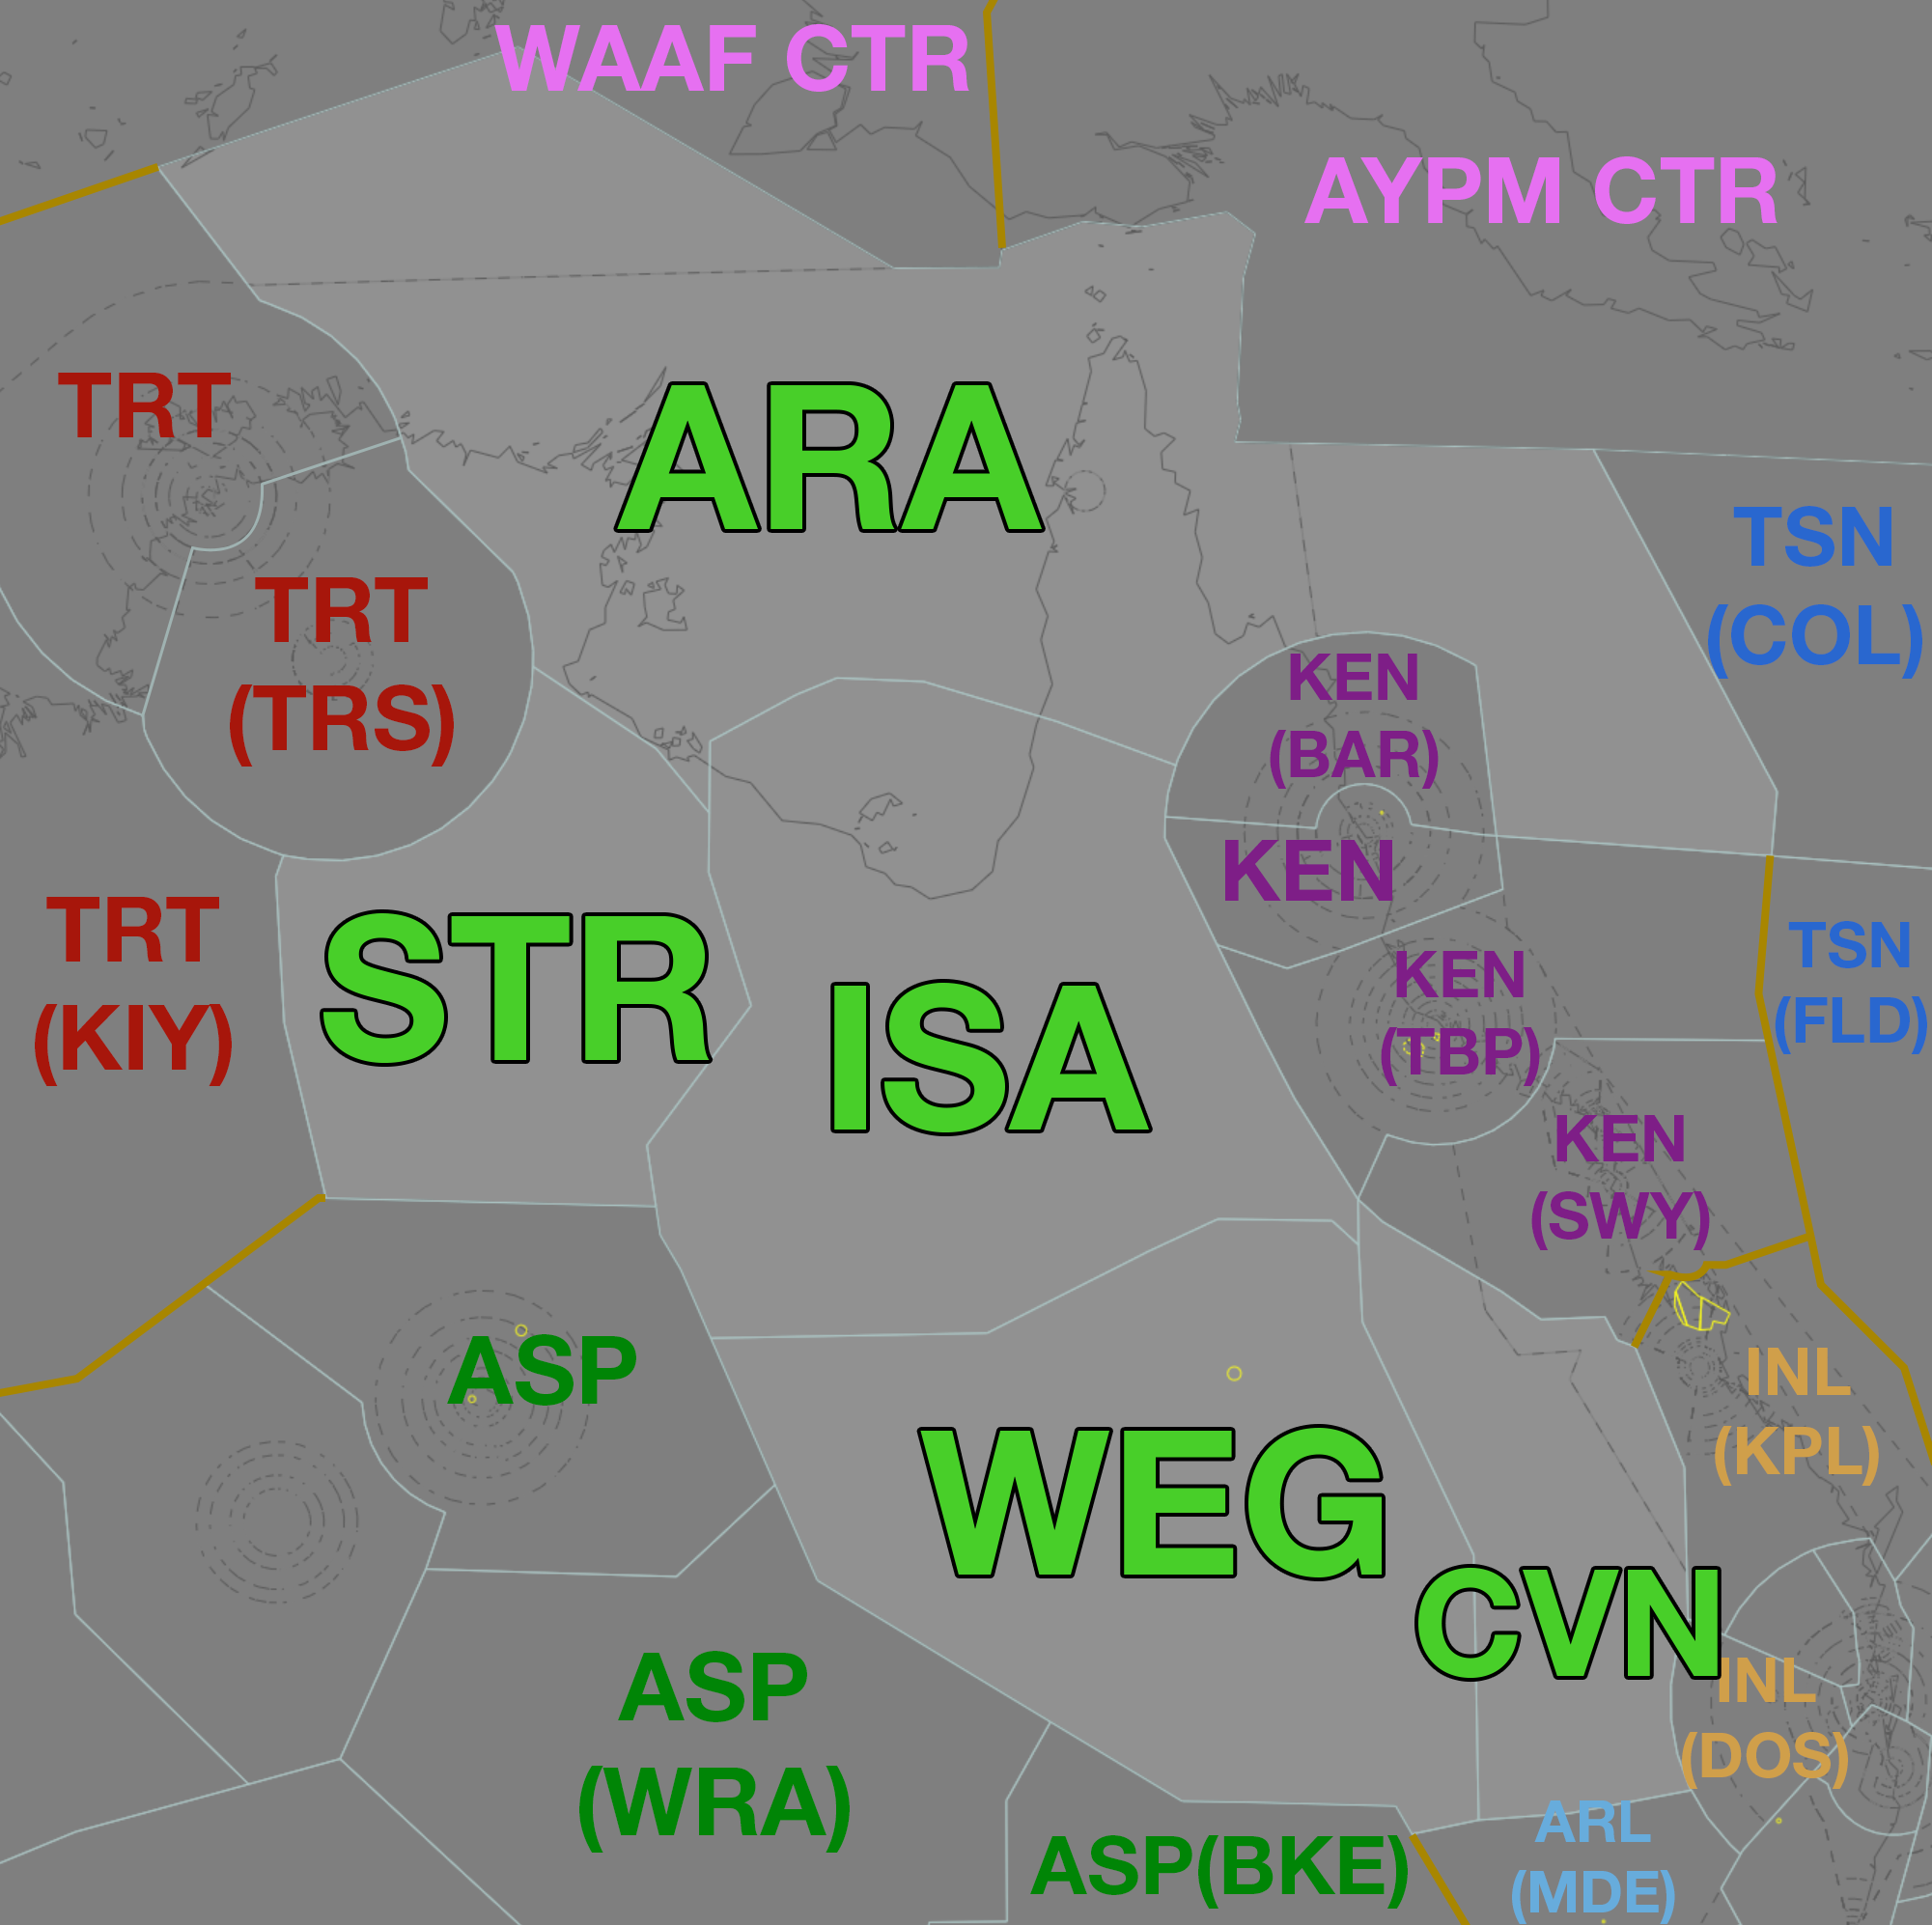 WAAF CTR
AYPM CTR
TRT
ARA
TSN
(COL)
TRT
(TRS)
KEN
(BAR)
KEN
TRT
(KIY)
STR
ISA
KEN
(TBP)
TSN
(FLD)
KEN
(SWY)
ASP
WEG
INL
(KPL)
CVN
ASP
(WRA)
INL
(DOS)
ASP(BKE)
ARL
(MDE)